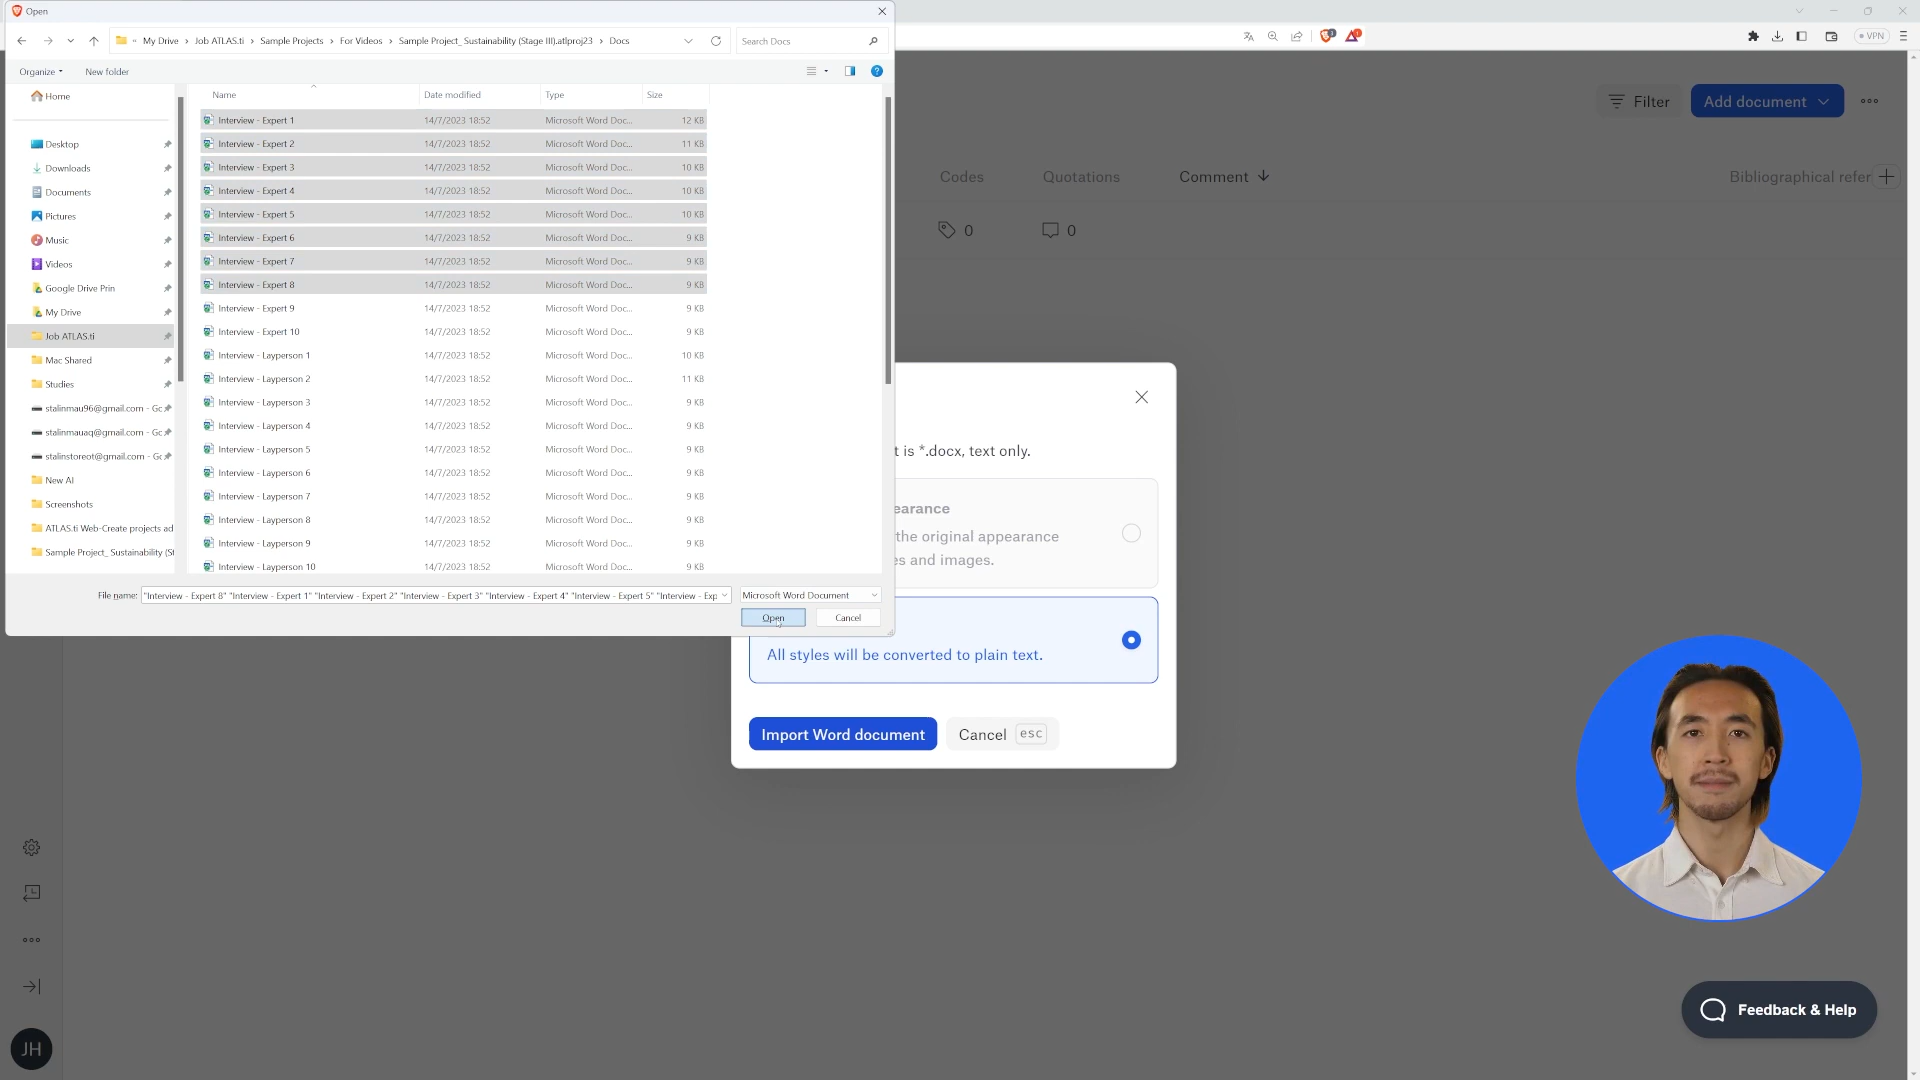 Open
« My Drive › Job ATLAS.ti › Sample Projects › For Videos › Sample Project_ Sustainability (Stage III).atlproj23 › Docs
Search Docs
Organize
New folder
VPN
Home
Desktop
Downloads
Documents
Pictures
Music
Videos
Google Drive Prin
My Drive
Job ATLAS.ti
Mac Shared
Studies
stalinmau96@gmail.com - Gc
stalinmauaq@gmail.com - Gc
stalinstoreot@gmail.com - Gc
New AI
Screenshots
ATLAS.ti Web-Create projects ad
Sample Project_ Sustainability (St
Name Date modified Type Size
Interview - Expert 1 14/7/2023 18:52 Microsoft Word Doc... 12 KB
Interview - Expert 2 14/7/2023 18:52 Microsoft Word Doc... 11 KB
Interview - Expert 3 14/7/2023 18:52 Microsoft Word Doc... 10 KB
Interview - Expert 4 14/7/2023 18:52 Microsoft Word Doc... 10 KB
Interview - Expert 5 14/7/2023 18:52 Microsoft Word Doc... 10 KB
Interview - Expert 6 14/7/2023 18:52 Microsoft Word Doc... 9 KB
Interview - Expert 7 14/7/2023 18:52 Microsoft Word Doc... 9 KB
Interview - Expert 8 14/7/2023 18:52 Microsoft Word Doc... 9 KB
Interview - Expert 9 14/7/2023 18:52 Microsoft Word Doc... 9 KB
Interview - Expert 10 14/7/2023 18:52 Microsoft Word Doc... 9 KB
Interview - Layperson 1 14/7/2023 18:52 Microsoft Word Doc... 10 KB
Interview - Layperson 2 14/7/2023 18:52 Microsoft Word Doc... 11 KB
Interview - Layperson 3 14/7/2023 18:52 Microsoft Word Doc... 9 KB
Interview - Layperson 4 14/7/2023 18:52 Microsoft Word Doc... 9 KB
Interview - Layperson 5 14/7/2023 18:52 Microsoft Word Doc... 9 KB
Interview - Layperson 6 14/7/2023 18:52 Microsoft Word Doc... 9 KB
Interview - Layperson 7 14/7/2023 18:52 Microsoft Word Doc... 9 KB
Interview - Layperson 8 14/7/2023 18:52 Microsoft Word Doc... 9 KB
Interview - Layperson 9 14/7/2023 18:52 Microsoft Word Doc... 9 KB
Interview - Layperson 10 14/7/2023 18:52 Microsoft Word Doc... 9 KB
File name: "Interview - Expert 8" "Interview - Expert 1" "Interview - Expert 2" "Interview - Expert 3" "Interview - Expert 4" "Interview - Expert 5" "Interview - Exp
Microsoft Word Document
Open Cancel
Filter Add document
Codes Quotations Comment Bibliographical refer
0 0
t is *.docx, text only.
earance
the original appearance
es and images.
All styles will be converted to plain text.
Import Word document Cancel esc
JH
Feedback & Help